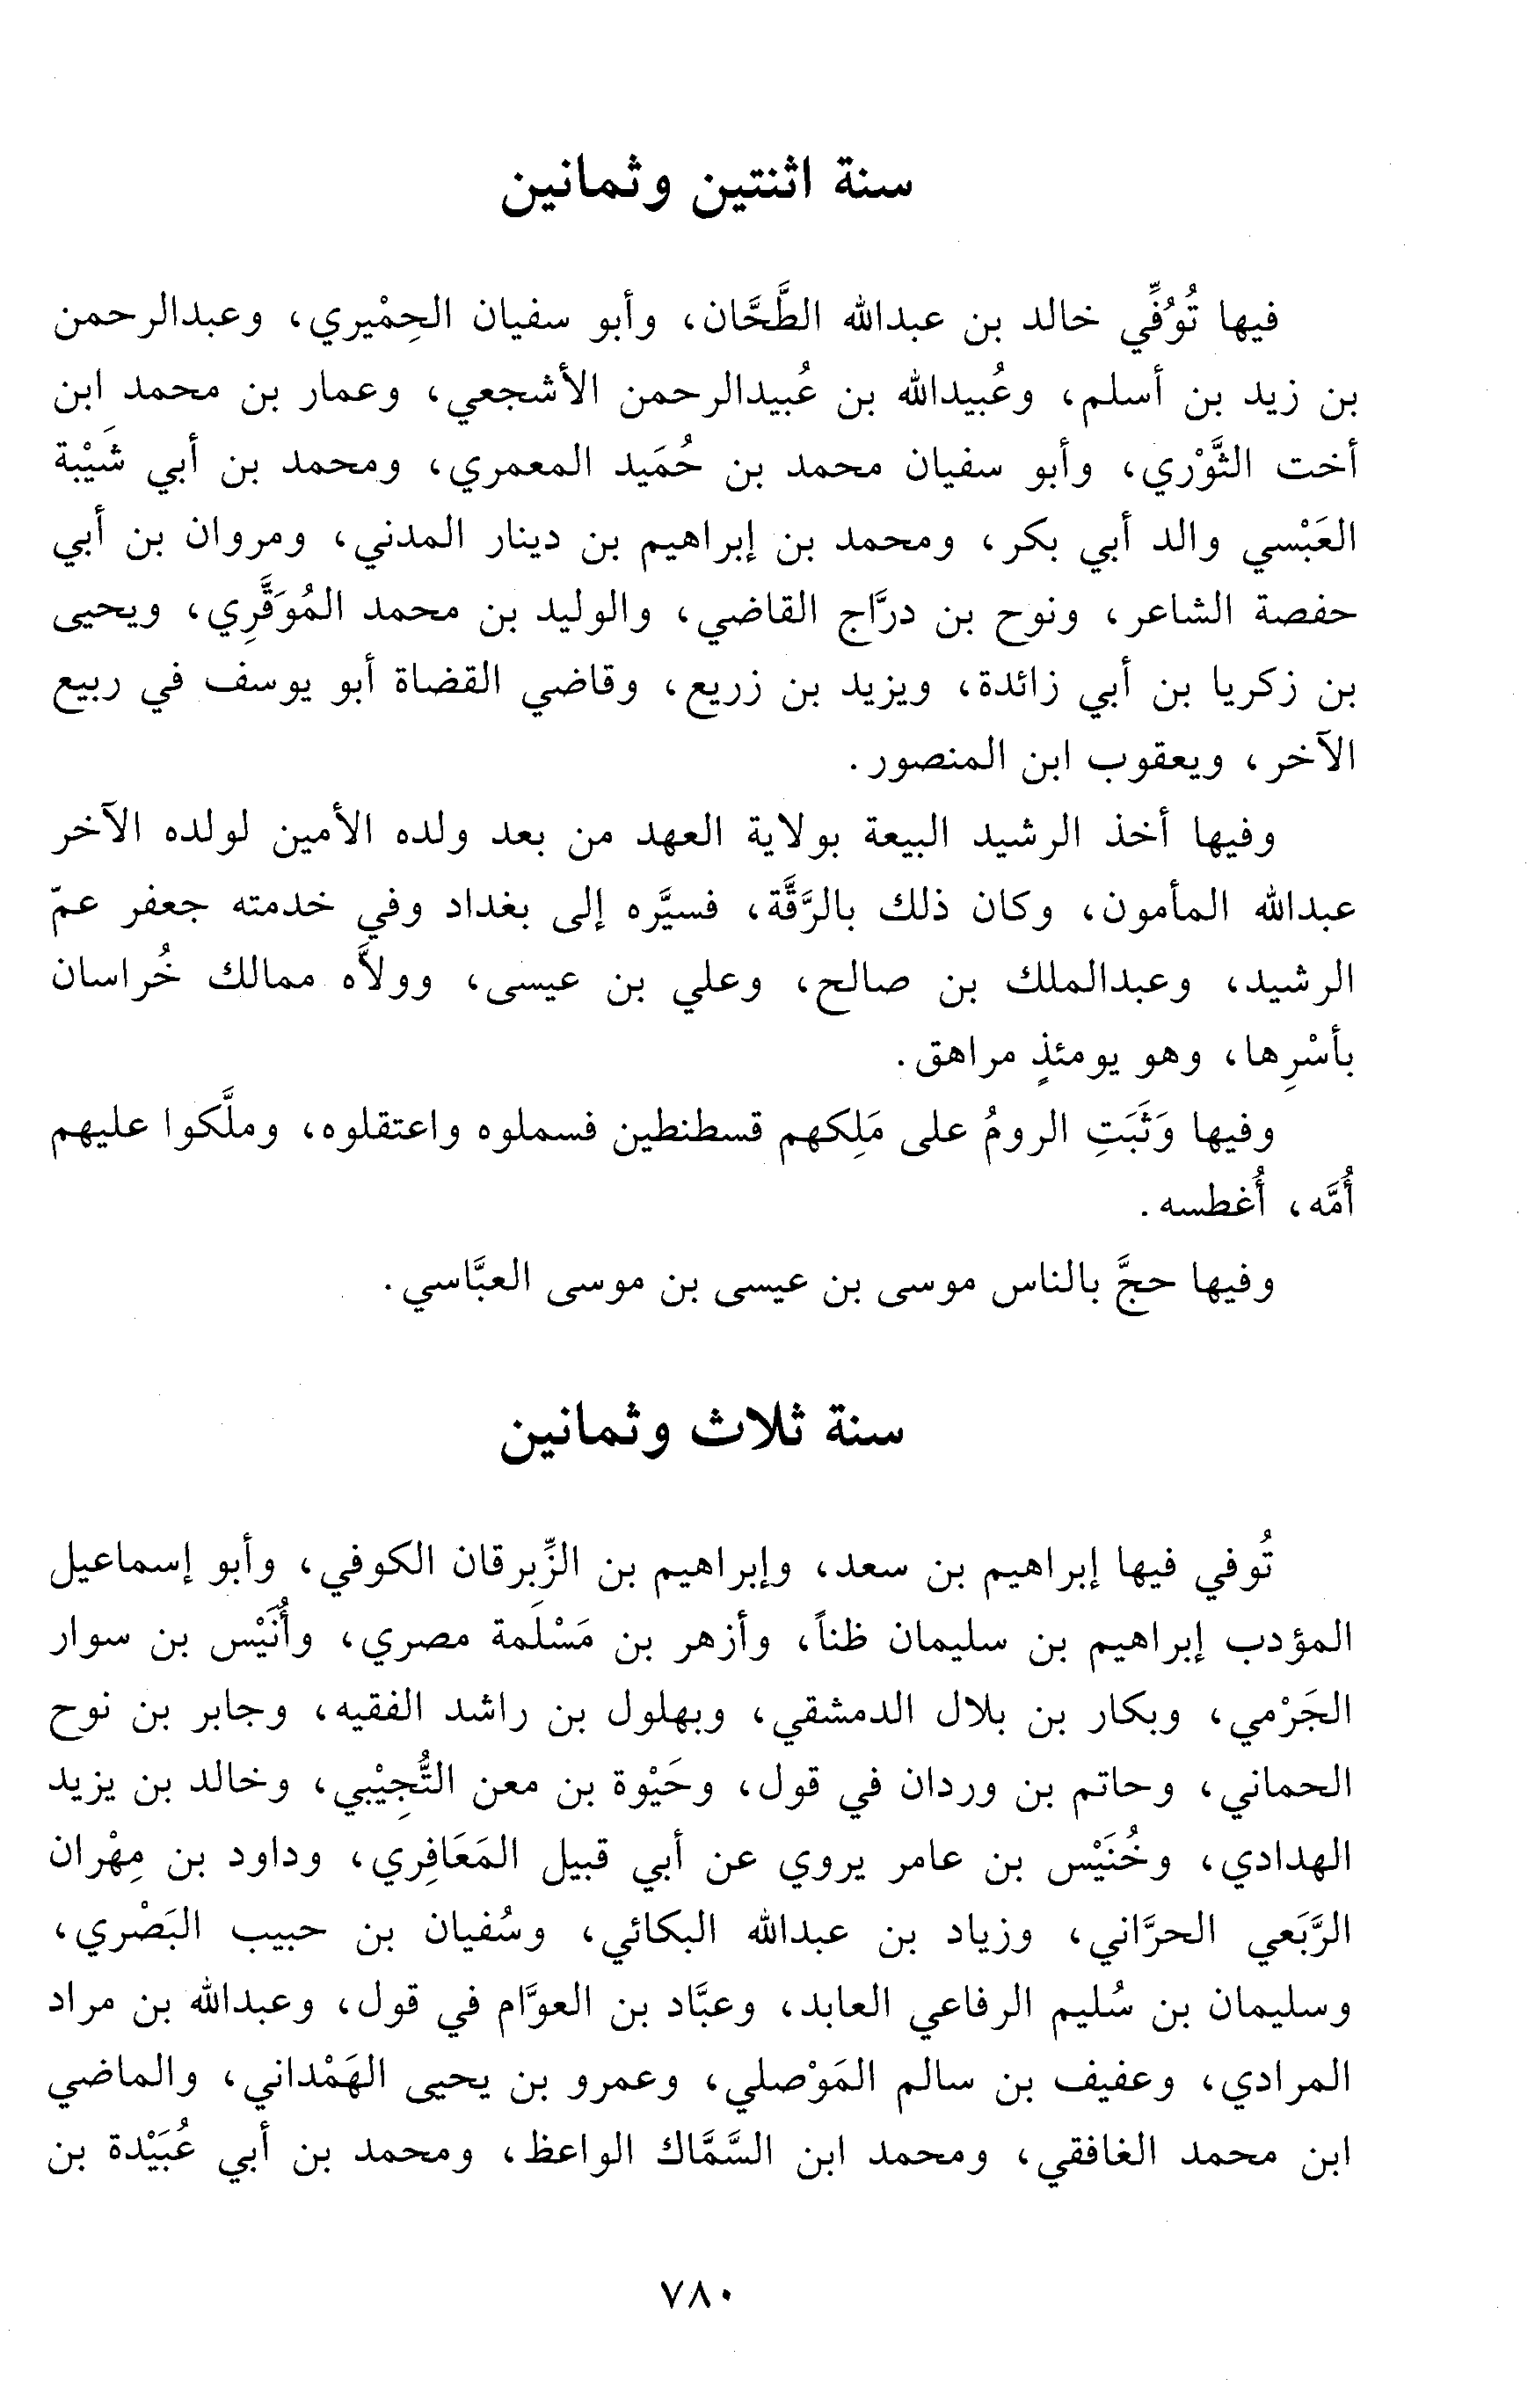 سنة اثنتين وثمانين
فيها تُوُفِّي خالد بن عبدالله الطَّحَّان، وأبو سفيان الحِمْيري، وعبدالرحمن
بن زيد بن أسلم، وعُبيدالله بن عُبيدالرحمن الأشجعي، وعمار بن محمد ابن
أخت الثَّوْري، وأبو سفيان محمد بن حُمَيد المعمري، ومحمد بن أبي شَيْبة
العَبْسي والد أبي بكر، ومحمد بن إبراهيم بن دينار المدني، ومروان بن أبي
حفصة الشاعر، ونوح بن درَّاج القاضي، والوليد بن محمد المُوَقَّرِي، ويحيى
بن زكريا بن أبي زائدة، ويزيد بن زريع، وقاضي القضاة أبو يوسف في ربيع
الآخر، ويعقوب ابن المنصور.
وفيها أخذ الرشيد البيعة بولاية العهد من بعد ولده الأمين لولده الآخر
عبدالله المأمون، وكان ذلك بالرَّقَّة، فسيَّره إلى بغداد وفي خدمته جعفر عمّ
الرشيد، وعبدالملك بن صالح، وعلي بن عيسى، وولاَّه ممالك خُراسان
بأسْرِها، وهو يومئذٍ مراهق.
وفيها وَثَبَتِ الرومُ على مَلِكهم قسطنطين فسملوه واعتقلوه، وملَّكوا عليهم
أُمَّه، أُغطسه.
وفيها حجَّ بالناس موسى بن عيسى بن موسى العبَّاسي.
سنة ثلاث وثمانين
تُوفي فيها إبراهيم بن سعد، وإبراهيم بن الزِّبرِقان الكوفي، وأبو إسماعيل
المؤدب إبراهيم بن سليمان ظناً، وأزهر بن مَسْلَمة مصري، وأُنَيْس بن سوار
الجَرْمي، وبكار بن بلال الدمشقي، وبهلول بن راشد الفقيه، وجابر بن نوح
الحماني، وحاتم بن وردان في قول، وحَيْوة بن معن التُّجِيْبي، وخالد بن يزيد
الهدادي، وخُنَيْس بن عامر يروي عن أبي قبيل المَعَافِري، وداود بن مِهْران
الرَّبَعي الحرَّاني، وزياد بن عبدالله البكائي، وسُفيان بن حبيب البَصْري،
وسليمان بن سُليم الرفاعي العابد، وعبَّاد بن العوَّام في قول، وعبدالله بن مراد
المرادي، وعفيف بن سالم المَوْصلي، وعمرو بن يحيى الهَمْداني، والماضي
ابن محمد الغافقي، ومحمد ابن السَّمَّاك الواعظ، ومحمد بن أبي عُبَيْدة بن
٧٨٠